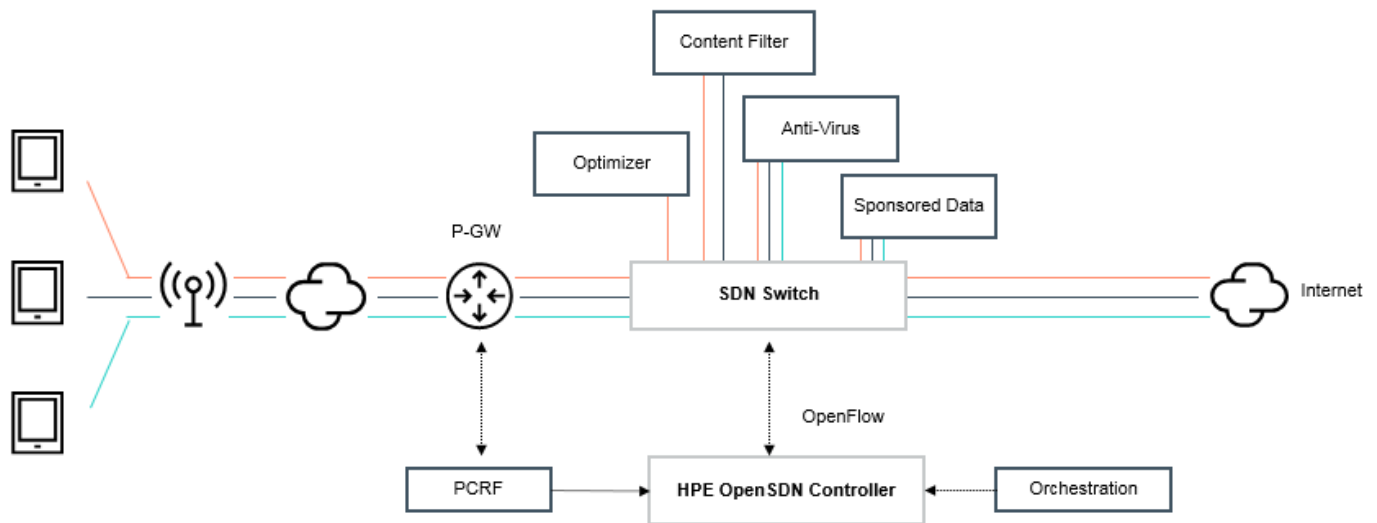 Content Filter
Anti-Virus
Optimizer
Sponsored Data
P-GW
SDN Switch
Internet
OpenFlow
PCRF
HPE OpenSDN Controller
Orchestration